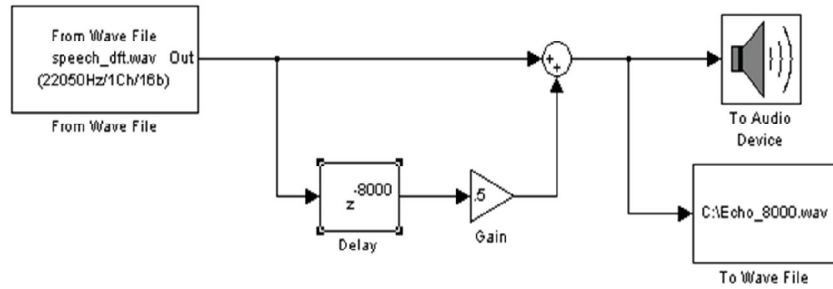 From Wave File
speech_dft.wav Out
(22050Hz/1Ch/16b)
From Wave File
++
To Audio
Device
z-8000
Delay
.5
Gain
C:\Echo_8000.wav
To Wave File